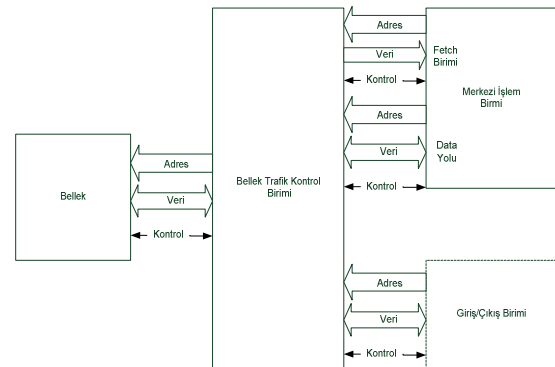 Adres
Veri
Fetch
Birimi
Kontrol
Merkezi İşlem
Birmi
Adres
Veri
Data
Yolu
Kontrol
Bellek
Adres
Veri
Kontrol
Bellek Trafik Kontrol
Birimi
Adres
Veri
Giriş/Çıkış Birimi
Kontrol